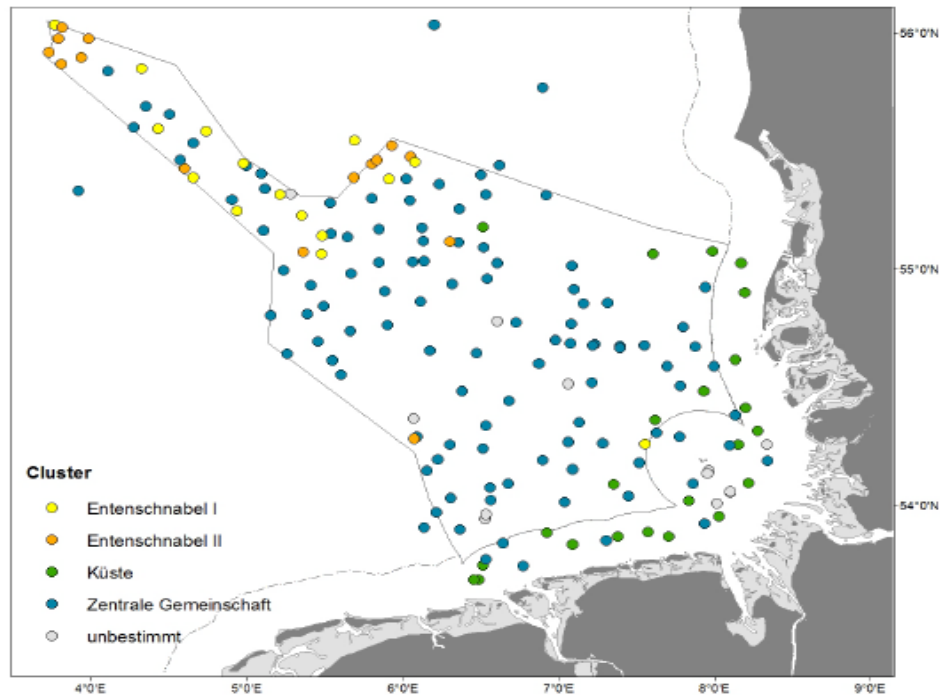 56°0'N
55°0'N
54°0'N
Cluster
Entenschnabel I
Entenschnabel II
Küste
Zentrale Gemeinschaft
unbestimmt
4°0'E 5°0'E 6°0'E 7°0'E 8°0'E 9°0'E